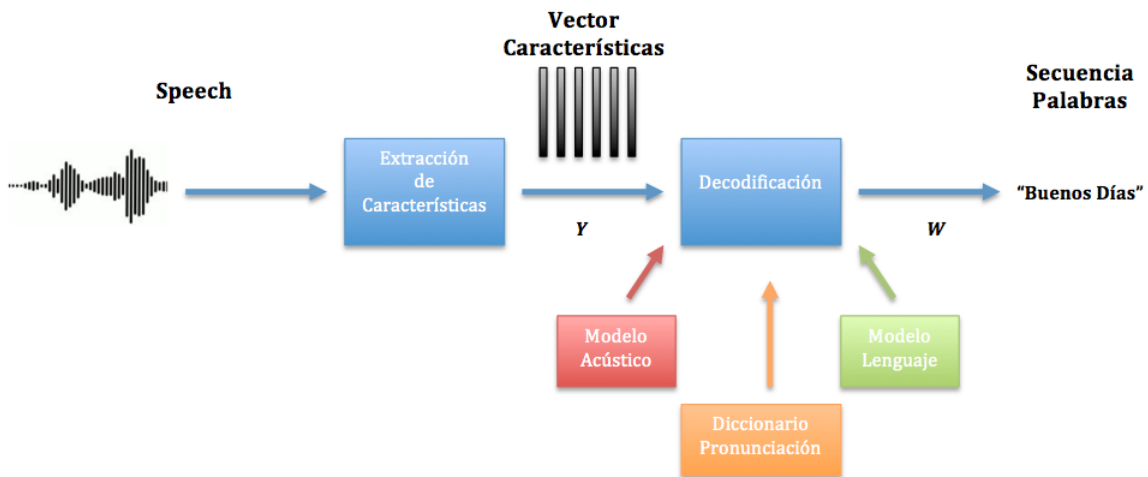 Vector
Características
Secuencia
Palabras
Speech
Extracción
de
Características
Decodificación
“Buenos Días”
Y
W
Modelo
Acústico
Modelo
Lenguaje
Diccionario
Pronunciación